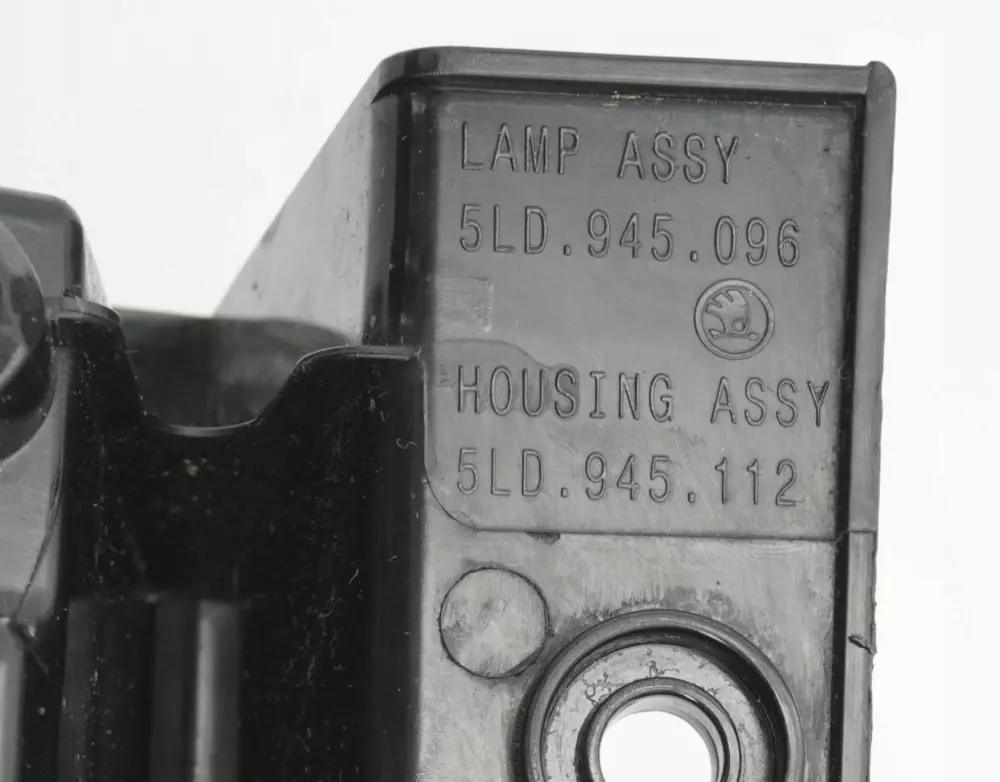 LAMP ASSY
5LD.945.096
HOUSING ASSY
5LD.945.112